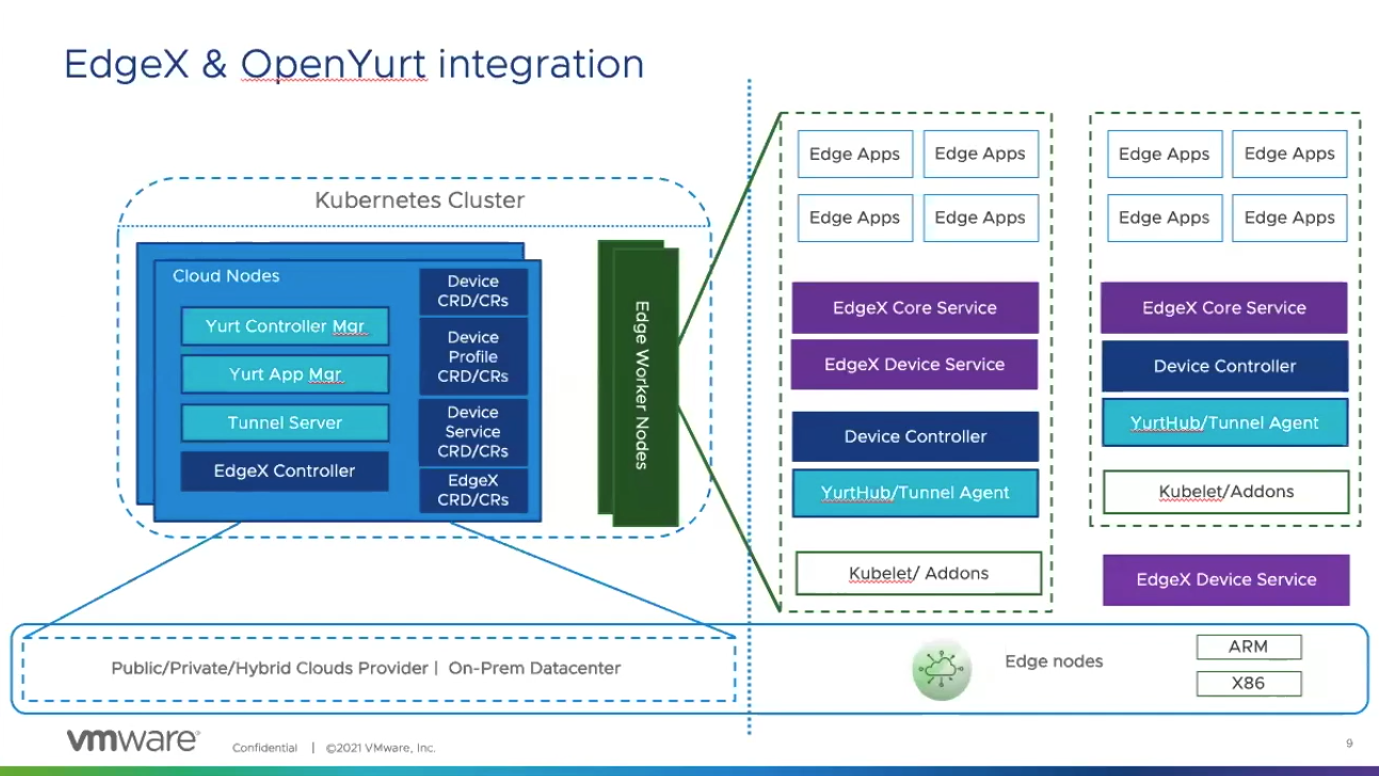 EdgeX & OpenYurt integration
Kubernetes Cluster
Cloud Nodes
Yurt Controller Mgr
Yurt App Mgr
Tunnel Server
EdgeX Controller
Device
CRD/CRs
Device
Profile
CRD/CRs
Device
Service
CRD/CRs
EdgeX
CRD/CRs
Edge Worker Nodes
Edge Apps
Edge Apps
Edge Apps
Edge Apps
EdgeX Core Service
EdgeX Device Service
Device Controller
YurtHub/Tunnel Agent
Kubelet/ Addons
Edge Apps
Edge Apps
Edge Apps
Edge Apps
EdgeX Core Service
Device Controller
YurtHub/Tunnel Agent
Kubelet/Addons
EdgeX Device Service
Public/Private/Hybrid Clouds Provider | On-Prem Datacenter
Edge nodes
ARM
X86
vmware®
Confidential | ©2021 VMware, Inc.
9